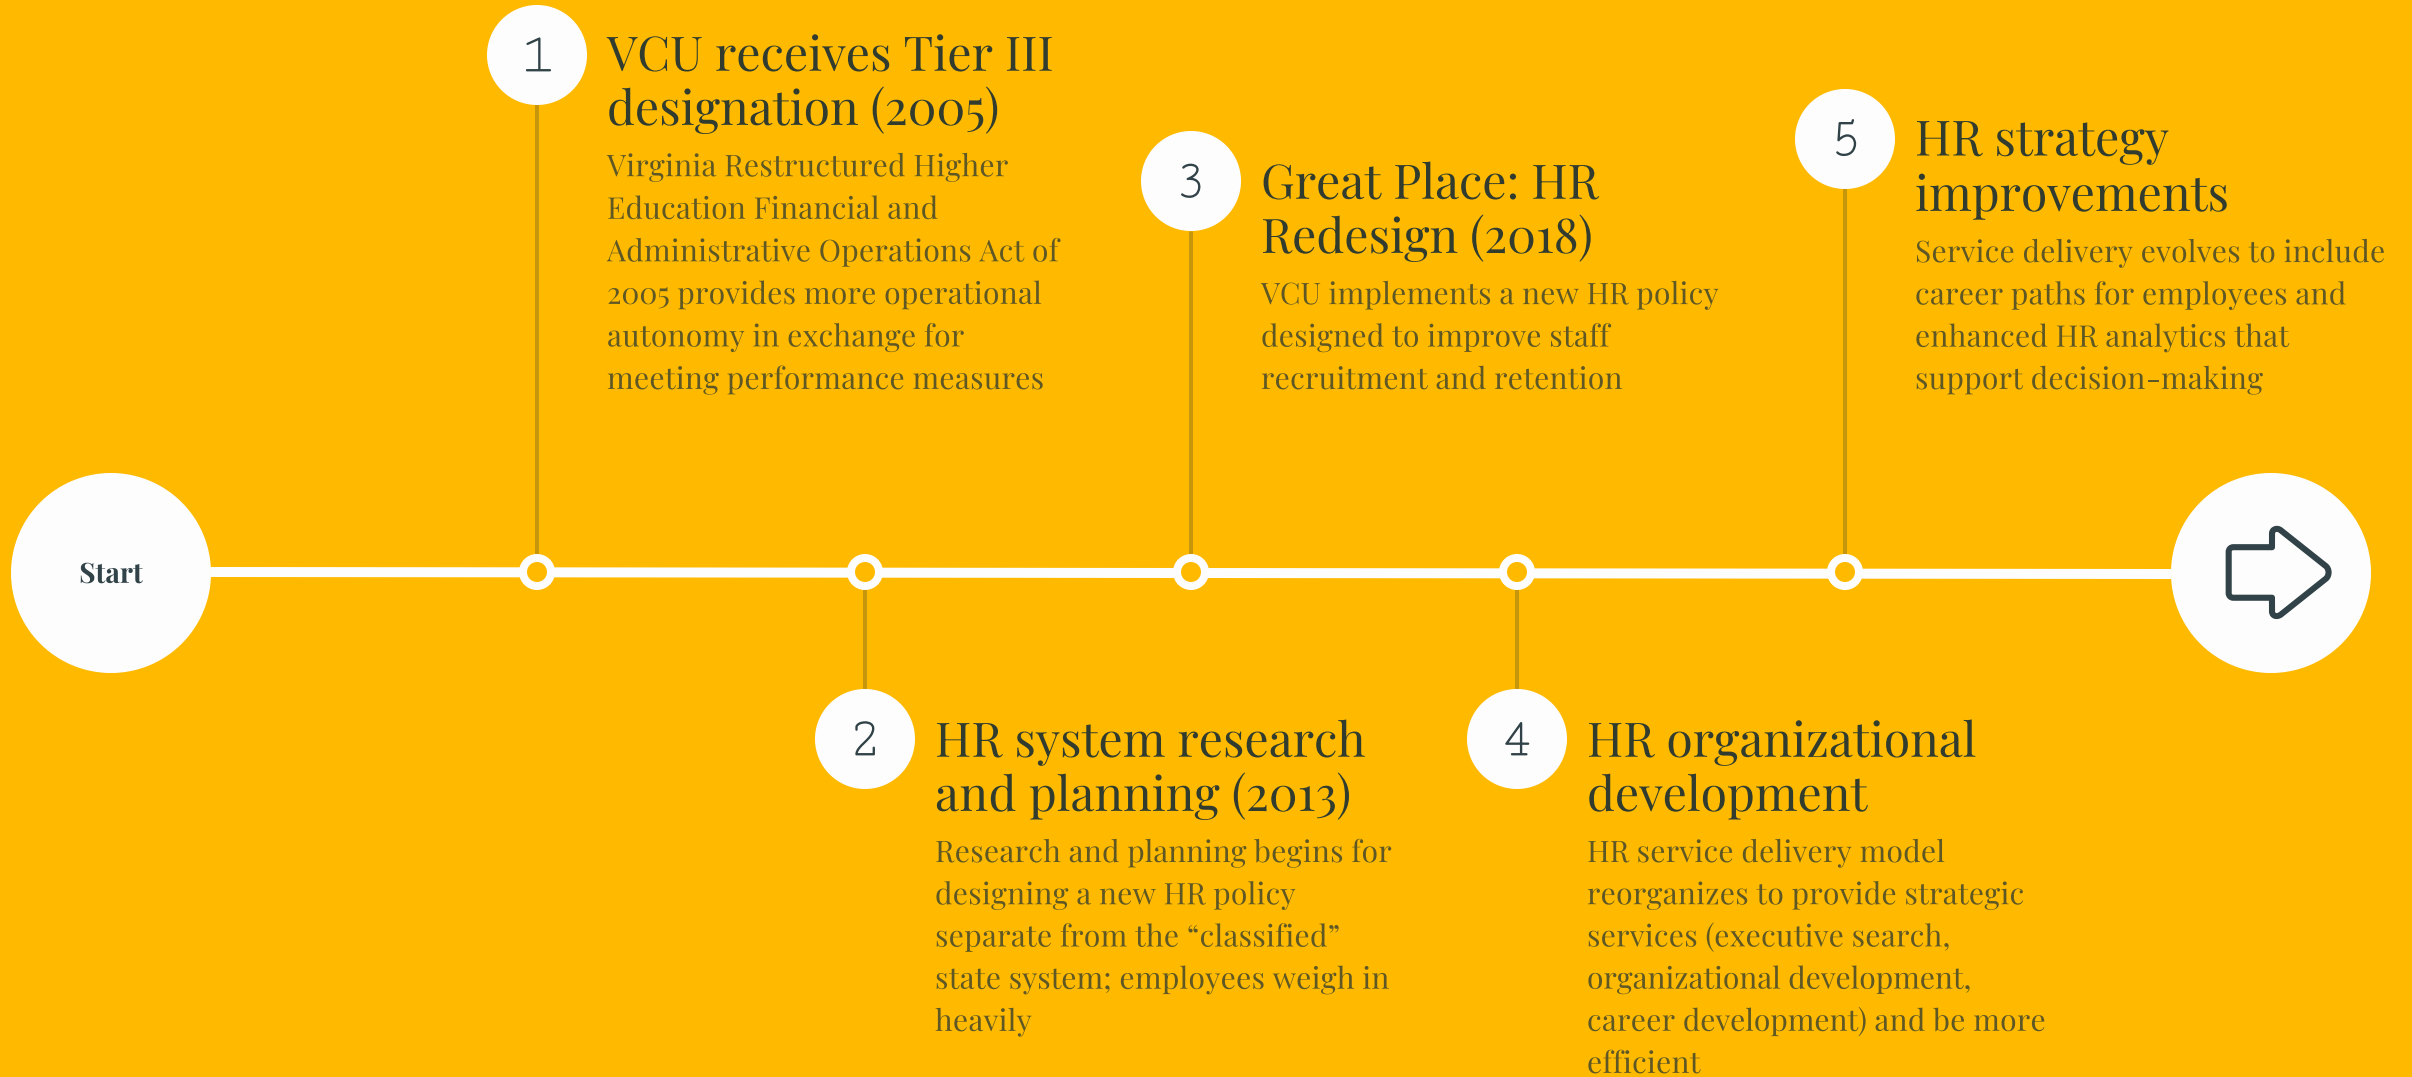 Start
1
VCU receives Tier III
designation (2005)
Virginia Restructured Higher
Education Financial and
Administrative Operations Act of
2005 provides more operational
autonomy in exchange for
meeting performance measures
2
HR system research
and planning (2013)
Research and planning begins for
designing a new HR policy
separate from the “classified”
state system; employees weigh in
heavily
3
Great Place: HR
Redesign (2018)
VCU implements a new HR policy
designed to improve staff
recruitment and retention
4
HR organizational
development
HR service delivery model
reorganizes to provide strategic
services (executive search,
organizational development,
career development) and be more
efficient
5
HR strategy
improvements
Service delivery evolves to include
career paths for employees and
enhanced HR analytics that
support decision-making